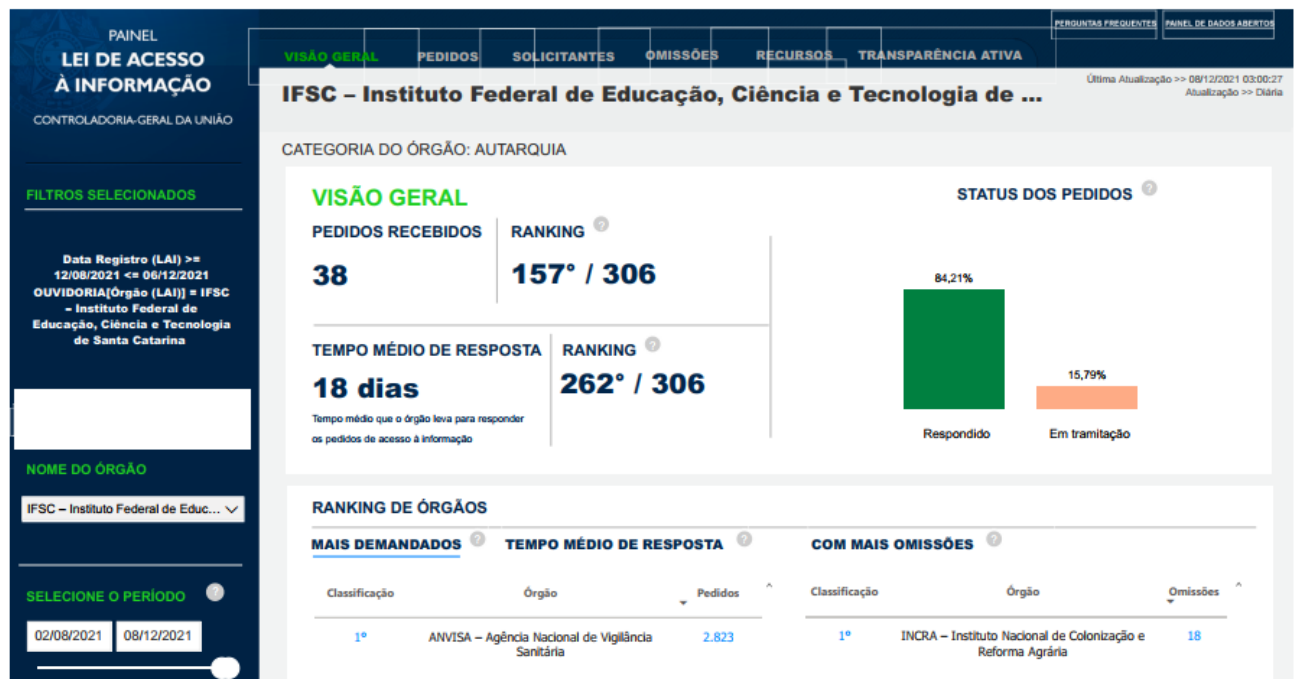 PAINEL
LEI DE ACESSO
À INFORMAÇÃO
CONTROLADORIA-GERAL DA UNIÃO
FILTROS SELECIONADOS
Data Registro (LAI) >=
12/08/2021 <= 06/12/2021
OUVIDORIA[Órgão (LAI)] = IFSC
– Instituto Federal de
Educação, Ciência e Tecnologia
de Santa Catarina
NOME DO ÓRGÃO
IFSC – Instituto Federal de Educ...
SELECIONE O PERÍODO ?
02/08/2021 08/12/2021
PERGUNTAS FREQUENTES PAINEL DE DADOS ABERTOS
VISÃO GERAL PEDIDOS SOLICITANTES OMISSÕES RECURSOS TRANSPARÊNCIA ATIVA
IFSC – Instituto Federal de Educação, Ciência e Tecnologia de ...
Última Atualização >> 08/12/2021 03:00:27
Atualização >> Diária
CATEGORIA DO ÓRGÃO: AUTARQUIA
VISÃO GERAL
PEDIDOS RECEBIDOS RANKING ?
38 157° / 306
TEMPO MÉDIO DE RESPOSTA RANKING ?
18 dias 262° / 306
Tempo médio que o órgão leva para responder
os pedidos de acesso à informação
STATUS DOS PEDIDOS ?
84,21%
15,79%
Respondido Em tramitação
RANKING DE ÓRGÃOS
MAIS DEMANDADOS ? TEMPO MÉDIO DE RESPOSTA ? COM MAIS OMISSÕES ?
Classificação Órgão Pedidos Classificação Órgão Omissões
1º ANVISA – Agência Nacional de Vigilância 2.823 1º INCRA – Instituto Nacional de Colonização e 18
Sanitária Reforma Agrária